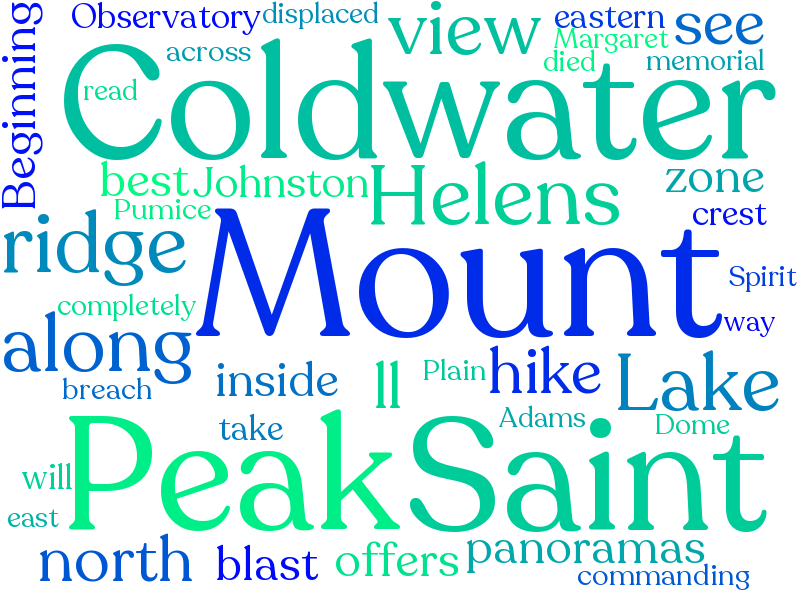 Beginning
Observatory
displaced
view
eastern
see
Margaret
across
died
memorial
read
Coldwater
best
Johnston
Helens
zone
Pumice
crest
ridge
Mount
Spirit
completely
way
along
inside
ll
Plain
hike
Lake
breach
take
Adams
Dome
will
Peak
Saint
east
north
blast
offers
panoramas
commanding